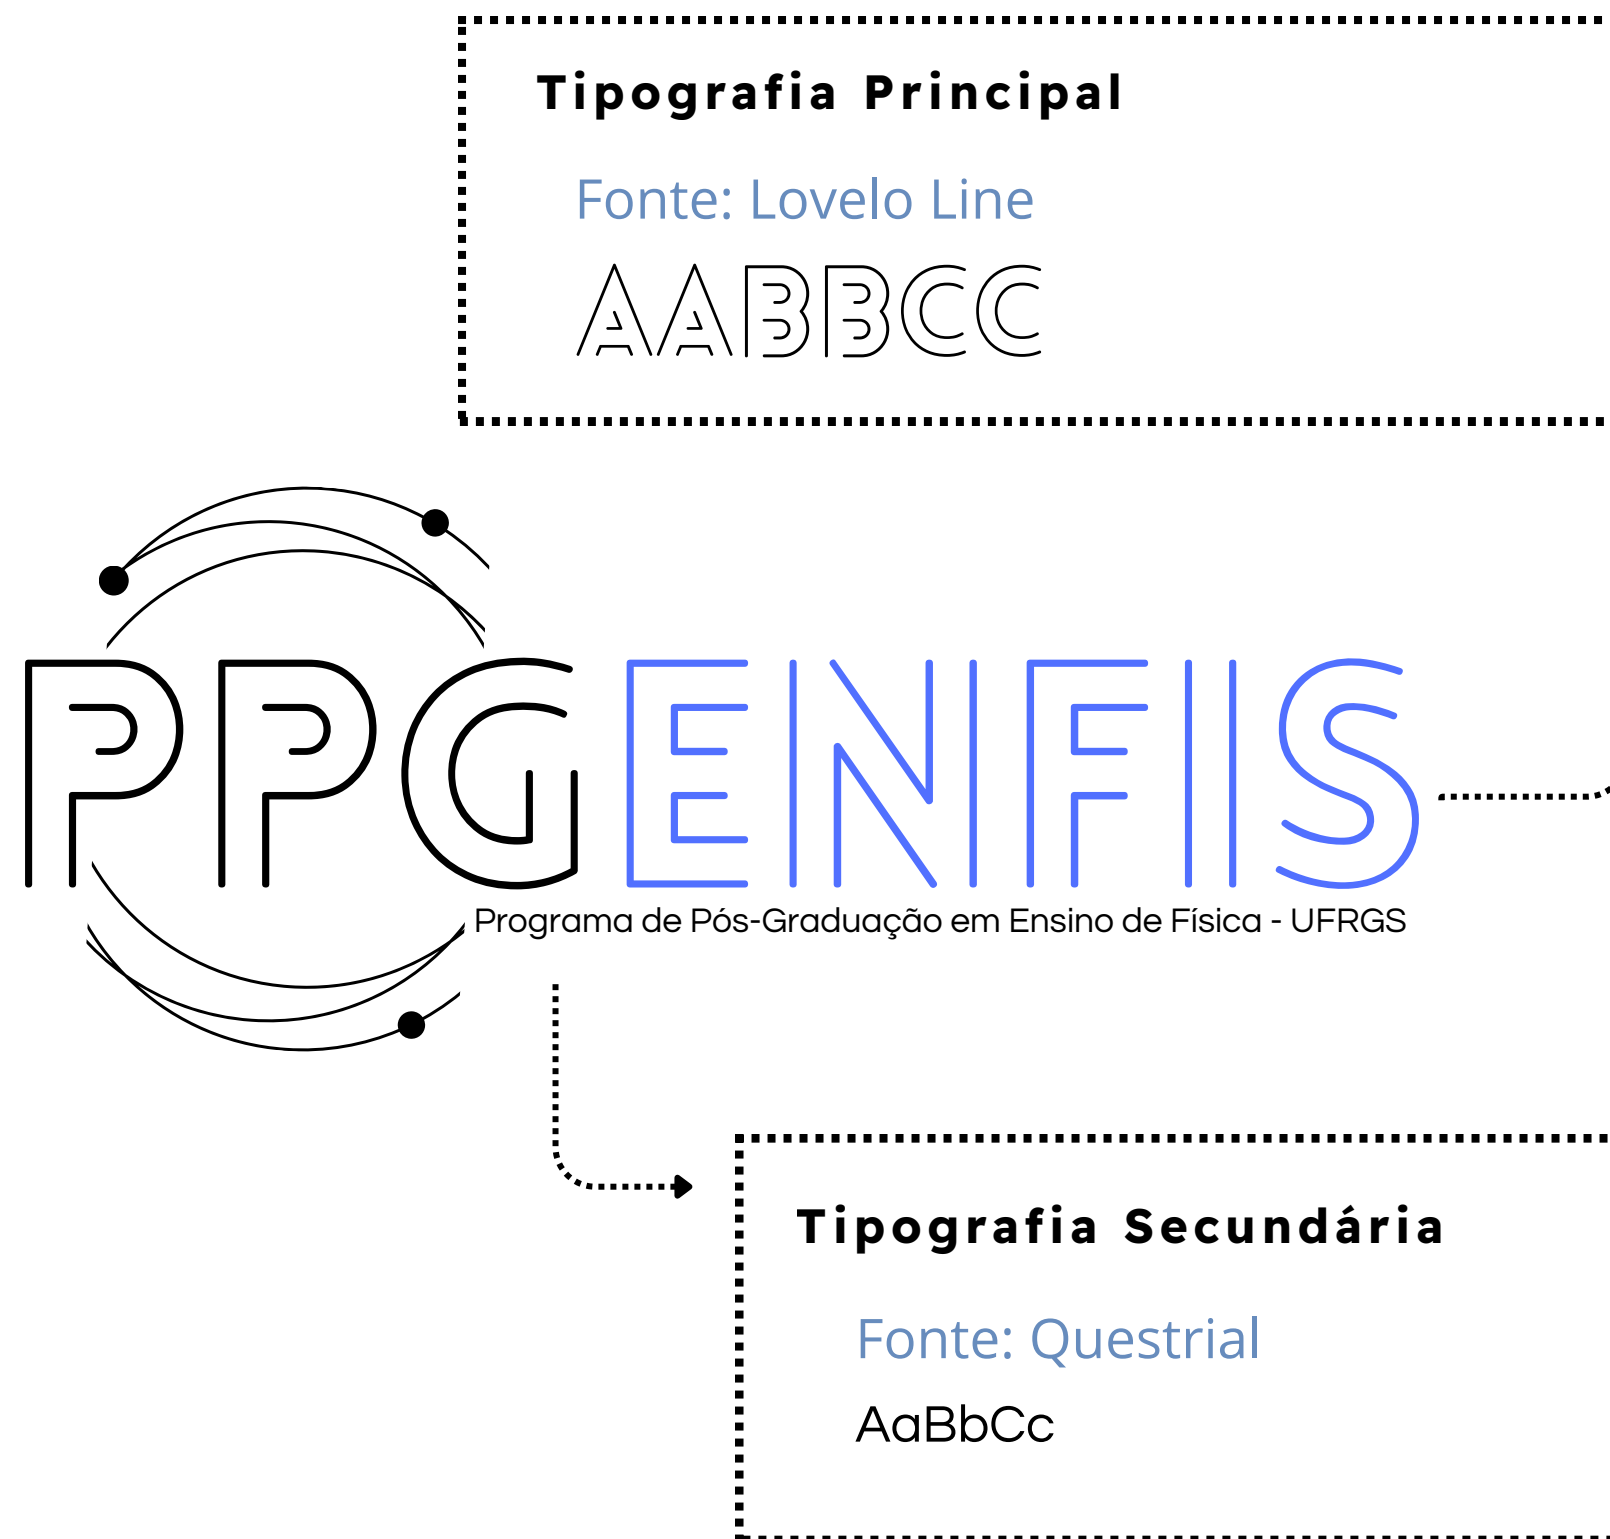 Tipografia Principal
Fonte: Lovelo Line
AABBCC
PPGENFIS
Programa de Pós-Graduação em Ensino de Física - UFRGS
Tipografia Secundária
Fonte: Questrial
AaBbCc